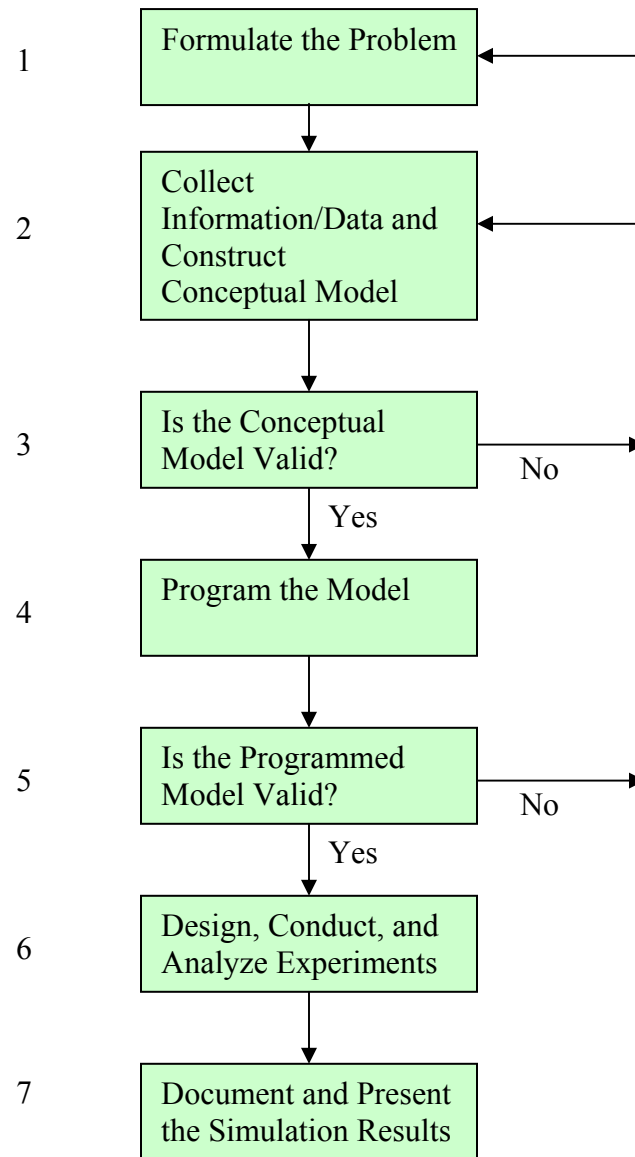 1
Formulate the Problem
2
Collect
Information/Data and
Construct
Conceptual Model
3
Is the Conceptual
Model Valid?
No
Yes
4
Program the Model
5
Is the Programmed
Model Valid?
No
Yes
6
Design, Conduct, and
Analyze Experiments
7
Document and Present
the Simulation Results